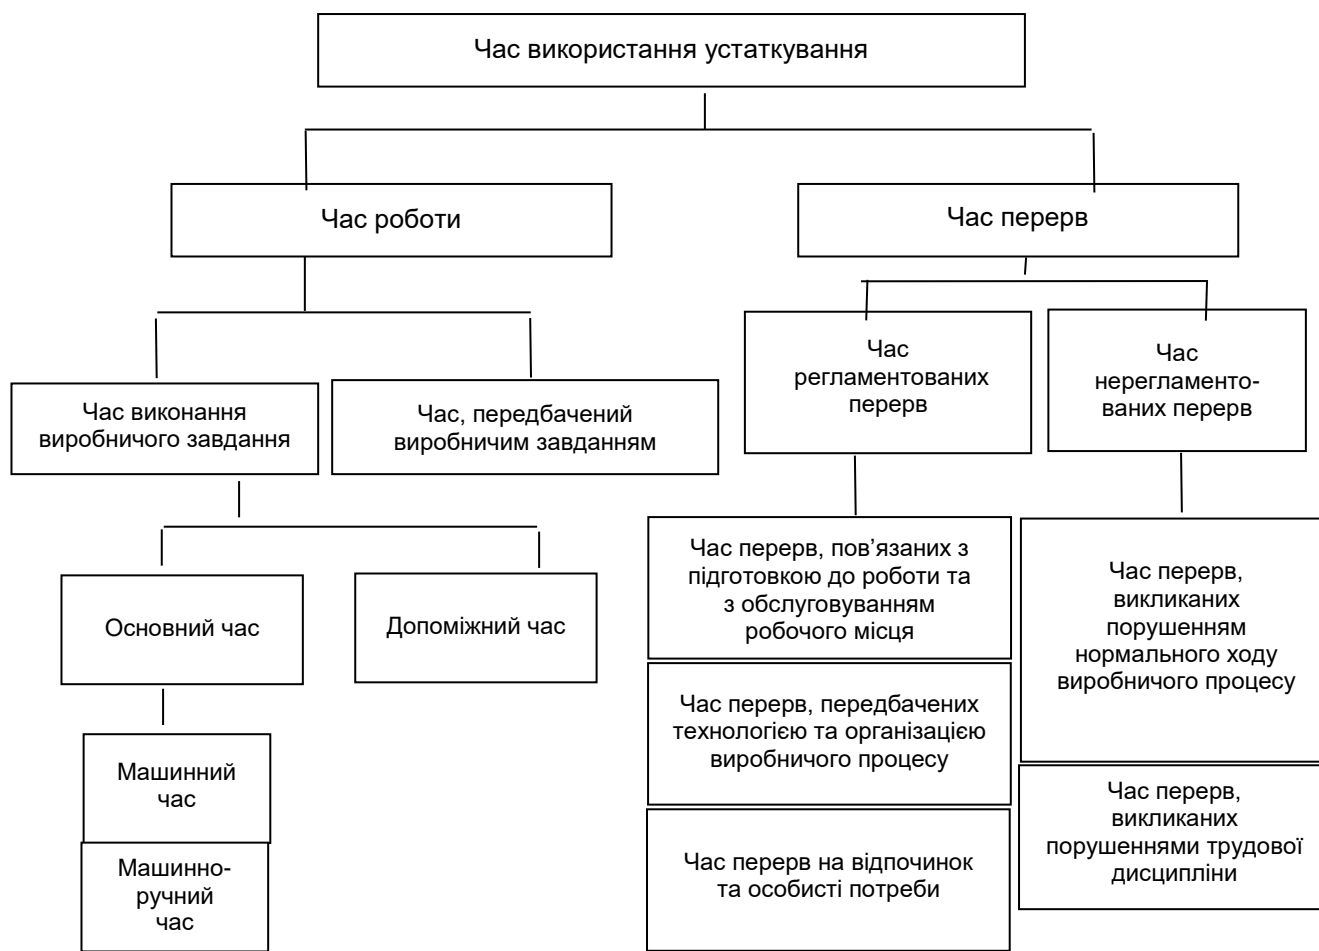 Час використання устаткування
Час роботи
Час перерв
Час виконання
виробничого завдання
Час, передбачений
виробничим завданням
Час
регламентованих
перерв
Час
нерегламенто-
ваних перерв
Основний час
Допоміжний час
Час перерв, пов’язаних з
підготовкою до роботи та
з обслуговуванням
робочого місця
Час перерв,
викликаних
порушенням
нормального ходу
виробничого процесу
Машинний
час
Машинно-
ручний
час
Час перерв, передбачених
технологією та організацією
виробничого процесу
Час перерв на відпочинок
та особисті потреби
Час перерв,
викликаних
порушеннями трудової
дисципліни